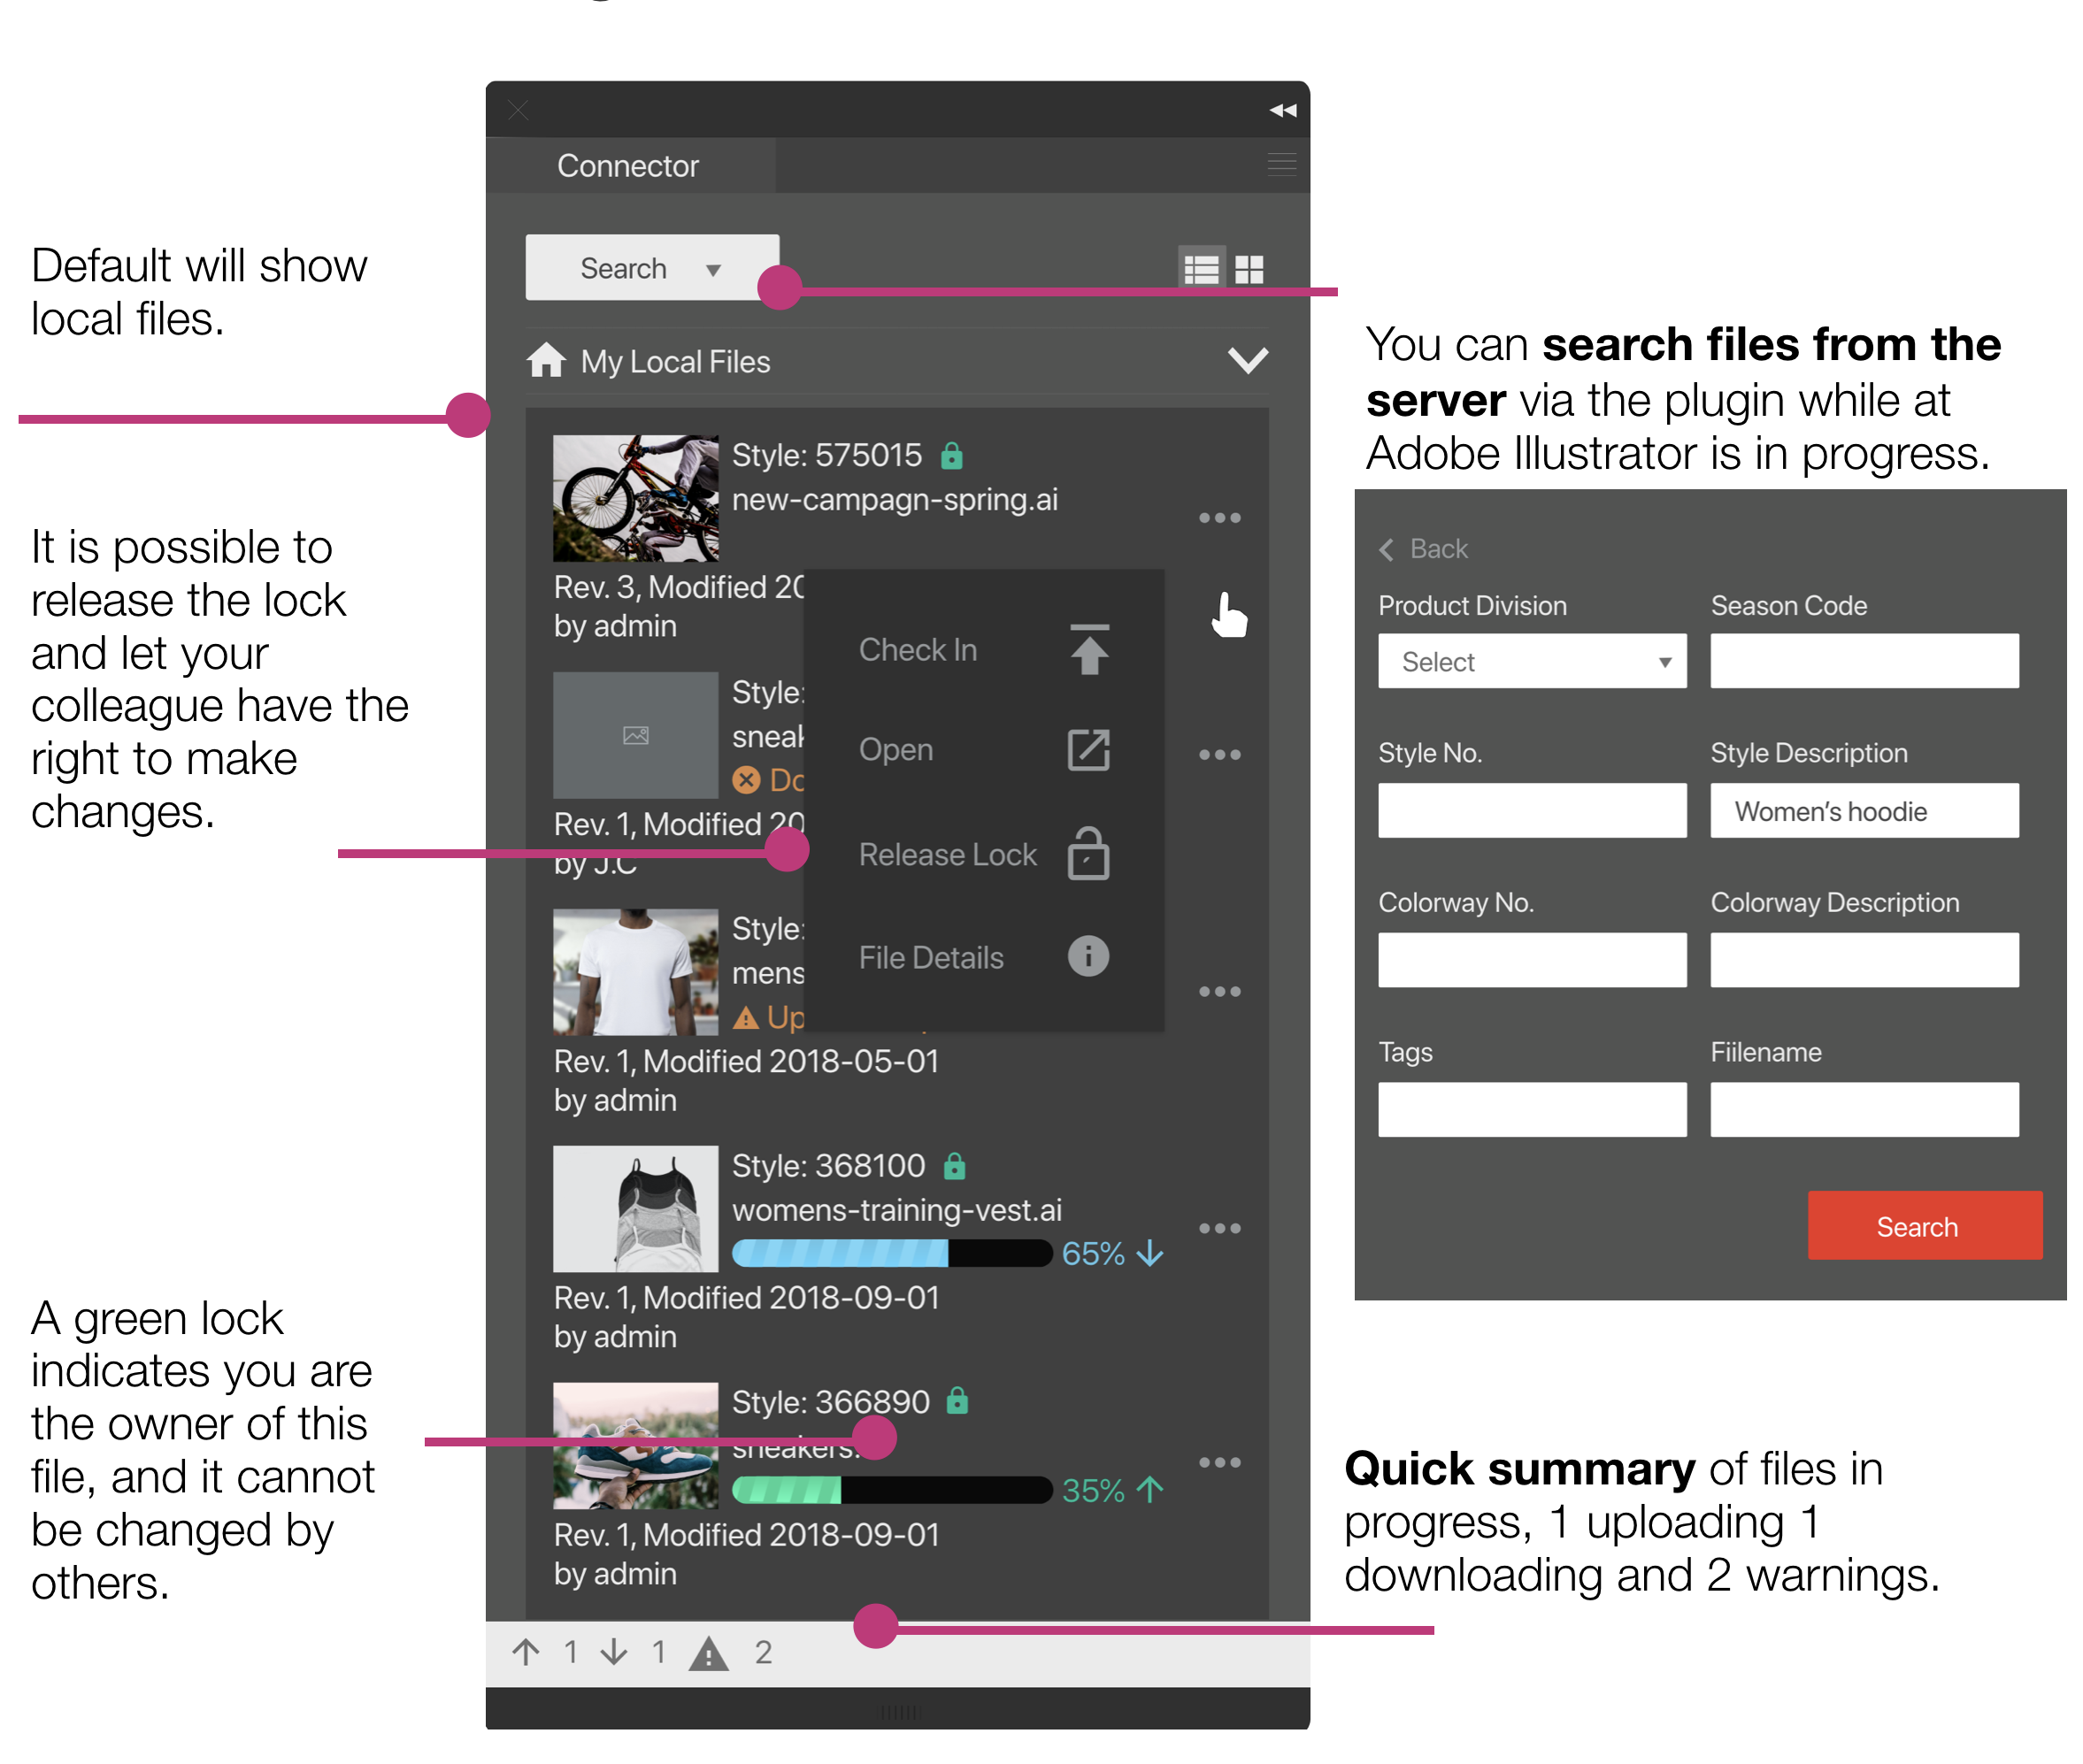 Connector
Search
My Local Files
Default will show
local files.
It is possible to
release the lock
and let your
colleague have the
right to make
changes.
A green lock
indicates you are
the owner of this
file, and it cannot
be changed by
others.
Style: 575015
new-campagn-spring.ai
Rev. 3, Modified
by admin
Style:
Rev. 1, Modified
by J.C
Style:
mens
Rev. 1, Modified 2018-05-01
by admin
Style: 368100
womens-training-vest.ai
65%
Rev. 1, Modified 2018-09-01
by admin
Style: 366890
sneakers.
35%
Rev. 1, Modified 2018-09-01
by admin
1 1 2
Check In
Open
Release Lock
File Details
You can search files from the
server via the plugin while at
Adobe Illustrator is in progress.
Back
Product Division Season Code
Select
Style No. Style Description
Women's hoodie
Colorway No. Colorway Description
Tags Fiilename
Search
Quick summary of files in
progress, 1 uploading 1
downloading and 2 warnings.